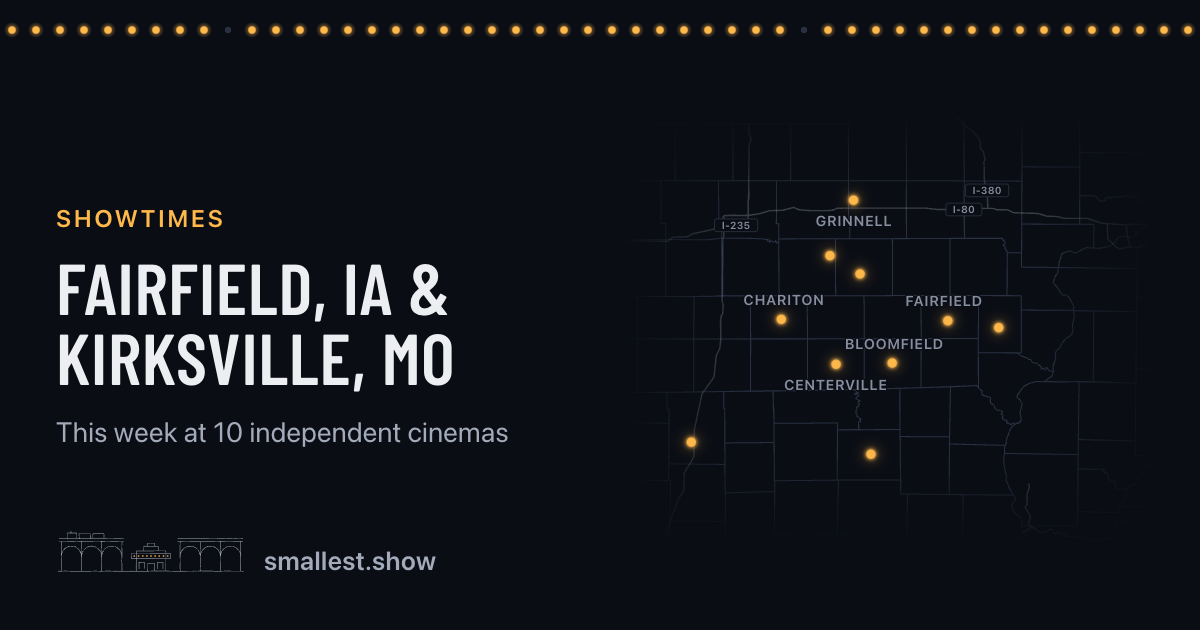 SHOWTIMES
FAIRFIELD, IA &
KIRKSVILLE, MO
This week at 10 independent cinemas
smallest.show
I-380
I-80
I-235
GRINNELL
CHARITON
FAIRFIELD
BLOOMFIELD
CENTERVILLE